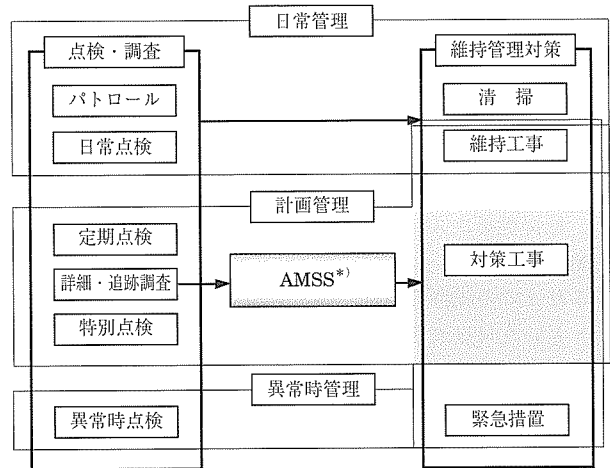 日常管理
点検・調査
維持管理対策
パトロール
清　掃
日常点検
維持工事
計画管理
定期点検
対策工事
詳細・追跡調査
AMSS*)
特別点検
異常時管理
異常時点検
緊急措置